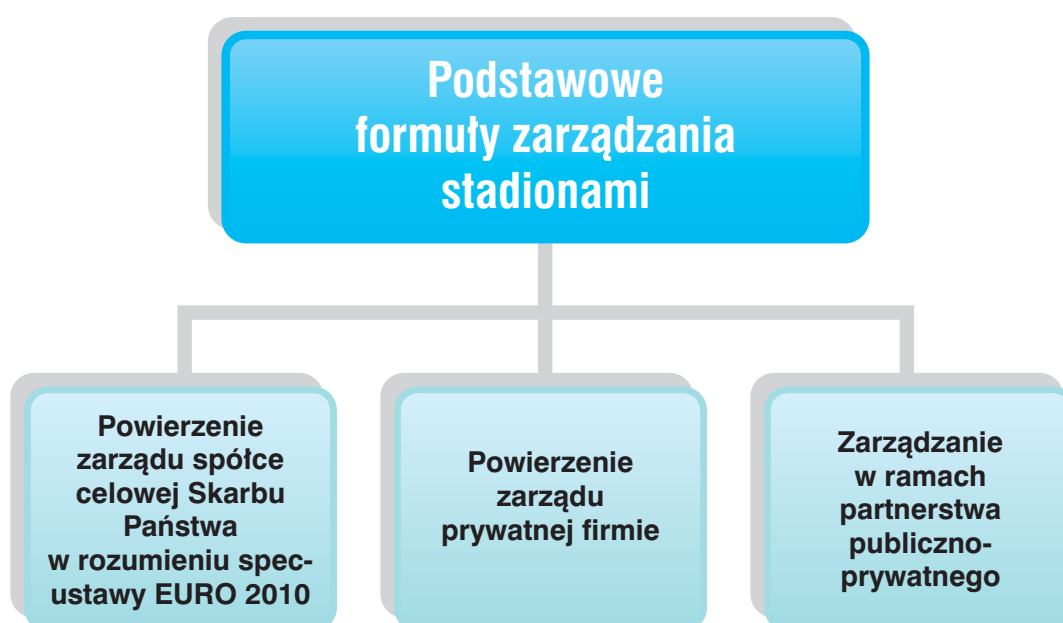 Podstawowe
formuły zarządzania
stadionami
Powierzenie
zarządu spółce
celowej Skarbu
Państwa
w rozumieniu spec-
ustawy EURO 2010
Powierzenie
zarządu
prywatnej firmie
Zarządzanie
w ramach
partnerstwa
publiczno-
prywatnego